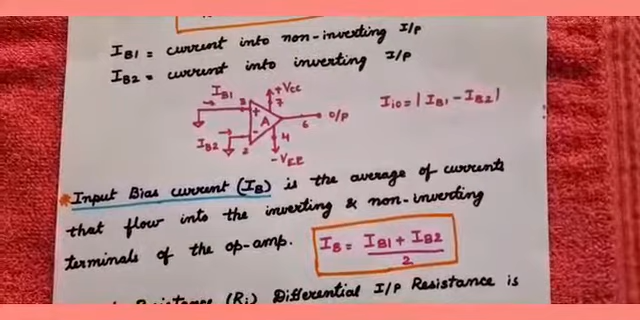 IB1 = current into non-inverting I/p
IB2 = current into inverting I/p
IB1
3
+VCC
7
+
A
6
O/P
Iio = | IB1 - IB2 |
IB2
-
2
4
-VEE
*Input Bias current (IB) is the average of currents
that flow into the inverting & non-inverting
terminals of the op-amp.
IB = IB1 + IB2
2
(Ri) Differential I/P Resistance is